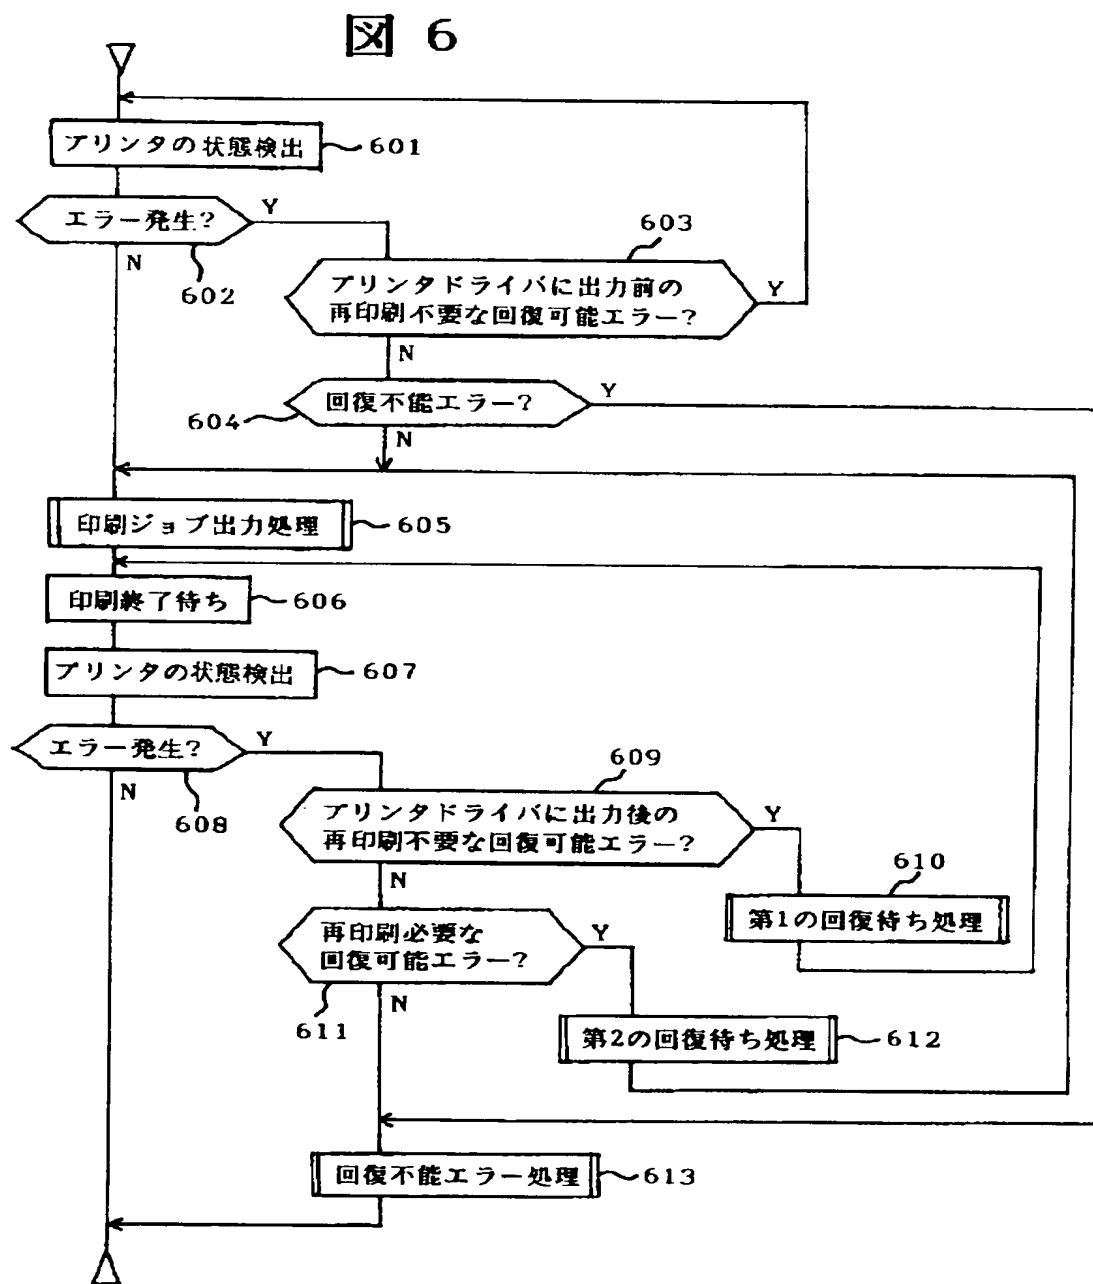 図 6
プリンタの状態検出
601
エラー発生?
Y
N
602
603
プリンタドライバに出力前の
再印刷不要な回復可能エラー?
Y
N
回復不能エラー?
Y
604
N
印刷ジョブ出力処理
605
印刷終了待ち
606
プリンタの状態検出
607
エラー発生?
Y
N
608
609
プリンタドライバに出力後の
再印刷不要な回復可能エラー?
Y
N
610
第1の回復待ち処理
再印刷必要な
回復可能エラー?
Y
N
611
第2の回復待ち処理
612
回復不能エラー処理
613